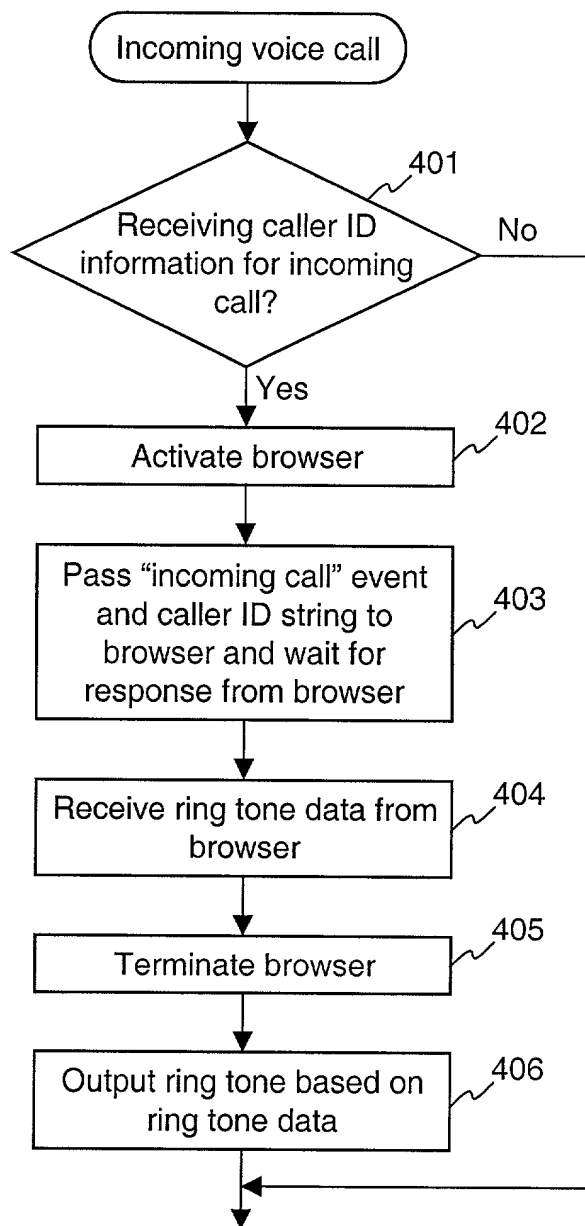 Incoming voice call
401
Receiving caller ID
information for incoming
call?
No
Yes
402
Activate browser
403
Pass “incoming call” event
and caller ID string to
browser and wait for
response from browser
404
Receive ring tone data from
browser
405
Terminate browser
406
Output ring tone based on
ring tone data